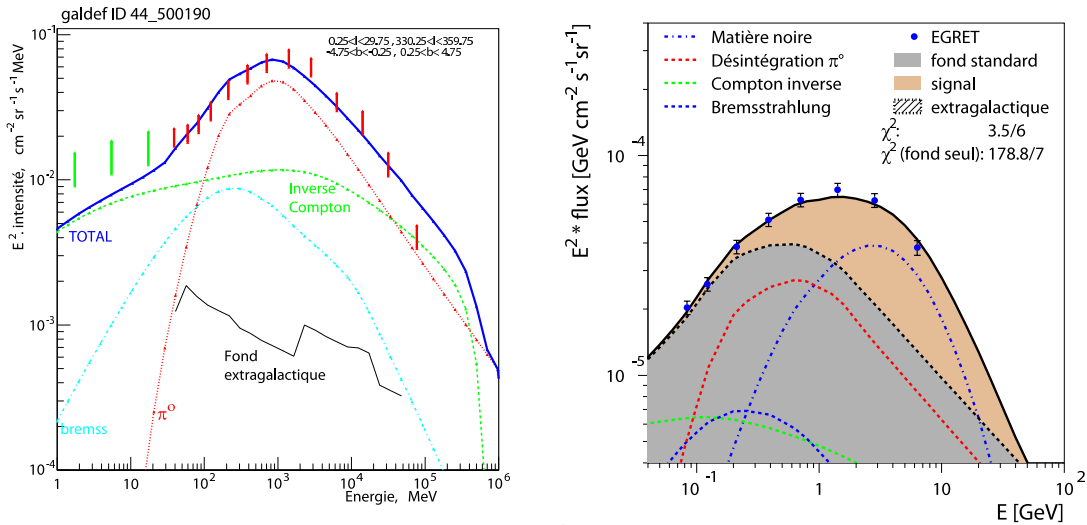 galdef ID 44_500190
0.25<l<29.75, 330.25<l<359.75
-4.75<b<-0.25, 0.25<b<4.75
E². intensité, cm⁻² sr⁻¹ s⁻¹ MeV
10⁻¹
10⁻²
10⁻³
10⁻⁴
TOTAL
Inverse
Compton
Fond
extragalactique
π⁰
bremss
1 10 10² 10³ 10⁴ 10⁵ 10⁶
Energie, MeV
Matière noire
Désintégration π°
Compton inverse
Bremsstrahlung
EGRET
fond standard
signal
extragalactique
χ²: 3.5/6
χ² (fond seul): 178.8/7
E² * flux [GeV cm⁻² s⁻¹ sr⁻¹]
10⁻⁴
10⁻⁵
10⁻¹ 1 10 10²
E [GeV]